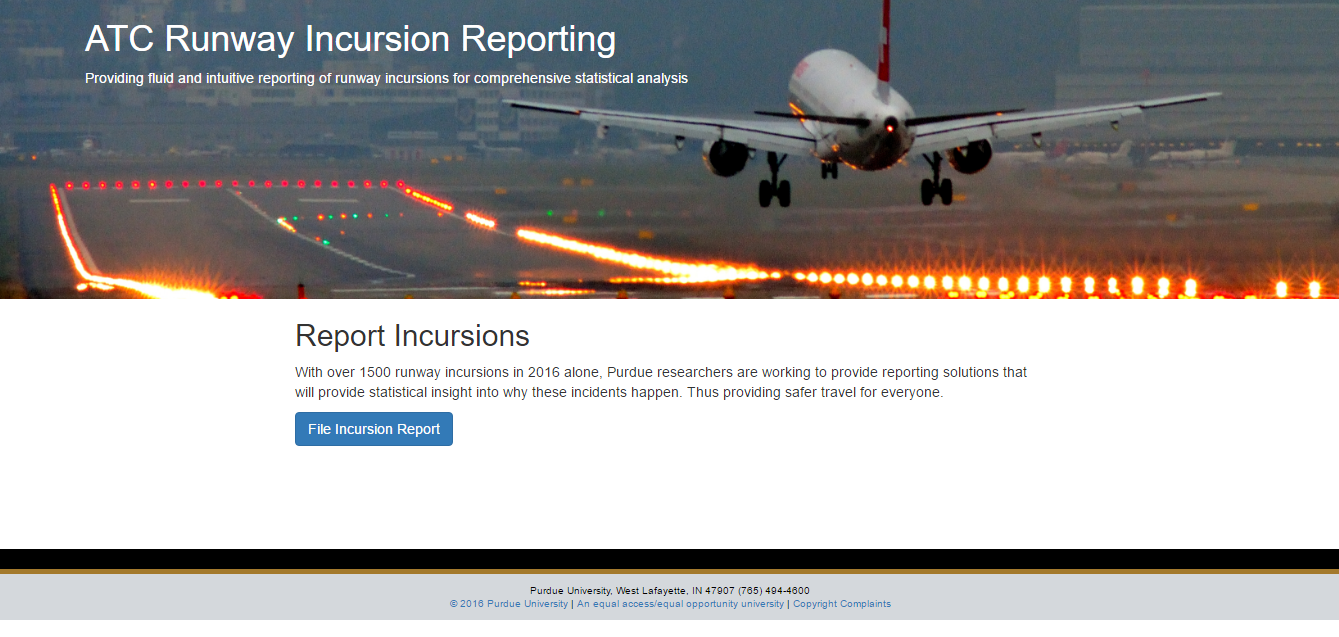 ATC Runway Incursion Reporting
Providing fluid and intuitive reporting of runway incursions for comprehensive statistical analysis
Report Incursions
With over 1500 runway incursions in 2016 alone, Purdue researchers are working to provide reporting solutions that
will provide statistical insight into why these incidents happen. Thus providing safer travel for everyone.
File Incursion Report
Purdue University, West Lafayette, IN 47907 (765) 494-4600
© 2016 Purdue University | An equal access/equal opportunity university | Copyright Complaints